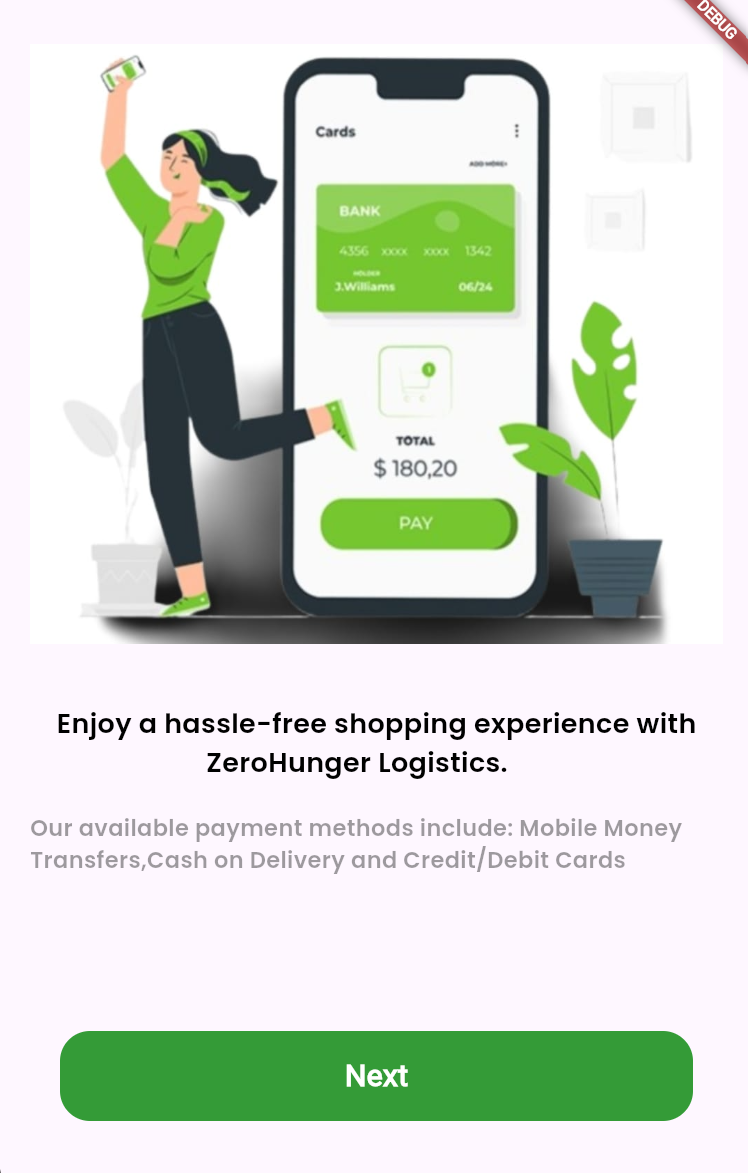 DEBUG
Cards
ADD MORE+
BANK
4356 xxxx xxxx 1342
HOLDER
J.Williams 06/24
1
TOTAL
$ 180,20
PAY
Enjoy a hassle-free shopping experience with
ZeroHunger Logistics.
Our available payment methods include: Mobile Money
Transfers,Cash on Delivery and Credit/Debit Cards
Next